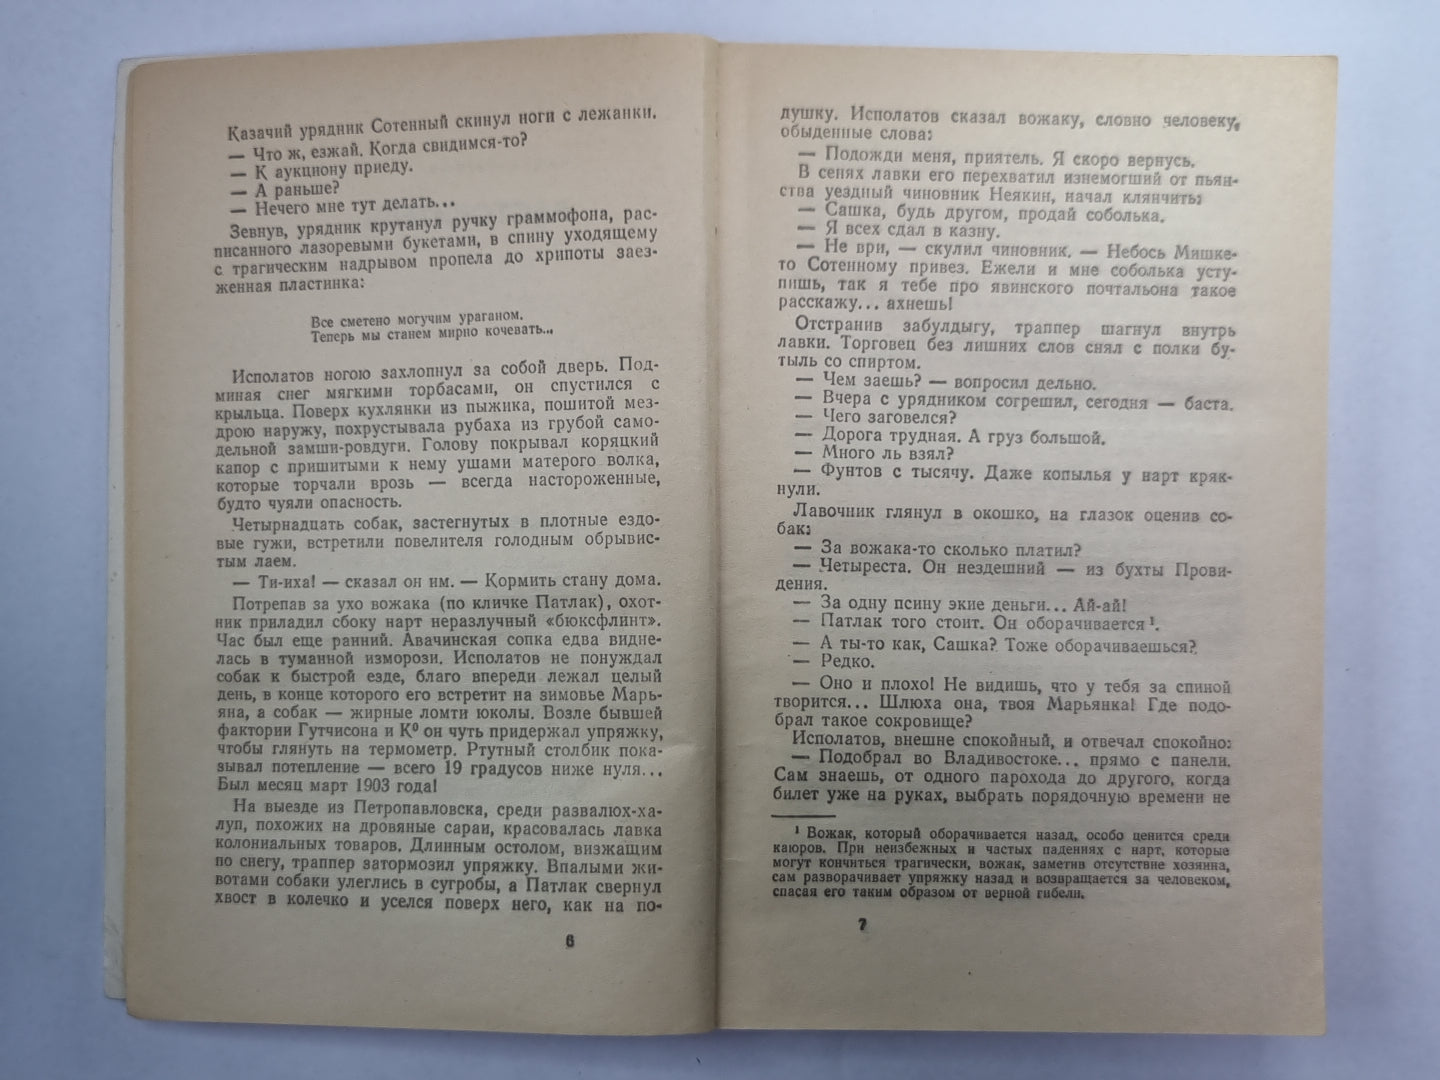 Казачий урядник Сотенный скинул ноги с лежанки.
— Что ж, езжай. Когда свидимся-то?
— К аукциону приеду.
— А раньше?
— Нечего мне тут делать...
Зевнув, урядник крутанул ручку граммофона, рас-
писанного лазоревыми букетами, в спину уходящему
с трагическим надрывом пропела до хрипоты заез-
женная пластинка:
Все сметено могучим ураганом.
Теперь мы станем мирно кочевать...
Исполатов ногою захлопнул за собой дверь. Под-
миная снег мягкими торбасами, он спустился с
крыльца. Поверх кухлянки из пыжика, пошитой мез-
дрою наружу, похрустывала рубаха из грубой само-
дельной замши-ровдуги. Голову покрывал коряцкий
капор с пришитыми к нему ушами матерого волка,
которые торчали врозь — всегда настороженные,
будто чуяли опасность.
Четырнадцать собак, застегнутых в плотные ездо-
вые гужи, встретили повелителя голодным обрывис-
тым лаем.
— Ти-иха! — сказал он им. — Кормить стану дома.
Потрепав за ухо вожака (по кличке Патлак), охот-
ник приладил сбоку нарт неразлучный «бюксфлинт».
Час был еще ранний. Авачинская сопка едва видне-
лась в туманной изморози. Исполатов не понуждал
собак к быстрой езде, благо впереди лежал целый
день, в конце которого его встретит на зимовье Марь-
яна, а собак — жирные ломти юколы. Возле бывшей
фактории Гутчисона и К⁰ он чуть придержал упряжку,
чтобы глянуть на термометр. Ртутный столбик пока-
зывал потепление — всего 19 градусов ниже нуля...
Был месяц март 1903 года!
На выезде из Петропавловска, среди развалюх-ха-
луп, похожих на дровяные сараи, красовалась лавка
колониальных товаров. Длинным остолом, визжащим
по снегу, траппер затормозил упряжку. Впалыми жи-
вотами собаки улеглись в сугробы, а Патлак свернул
хвост в колечко и уселся поверх него, как на по-
6
душку. Исполатов сказал вожаку, словно человеку,
обыденные слова:
— Подожди меня, приятель. Я скоро вернусь.
В сенях лавки его перехватил изнемогший от пьян-
ства уездный чиновник Неякин, начал клянчить:
— Сашка, будь другом, продай соболька.
— Я всех сдал в казну.
— Не ври, — скулил чиновник. — Небось Мишке-
то Сотенному привез. Ежели и мне соболька усту-
пишь, так я тебе про явинского почтальона такое
расскажу... ахнешь!
Отстранив забулдыгу, траппер шагнул внутрь
лавки. Торговец без лишних слов снял с полки бу-
тыль со спиртом.
— Чем заешь? — вопросил дельно.
— Вчера с урядником согрешил, сегодня — баста.
— Чего заговелся?
— Дорога трудная. А груз большой.
— Много ль взял?
— Фунтов с тысячу. Даже копылья у нарт кряк-
нули.
Лавочник глянул в окошко, на глазок оценив со-
бак:
— За вожака-то сколько платил?
— Четыреста. Он нездешний — из бухты Прови-
дения.
— За одну псину экие деньги... Ай-ай!
— Патлак того стоит. Он оборачивается¹.
— А ты-то как, Сашка? Тоже оборачиваешься?
— Редко.
— Оно и плохо! Не видишь, что у тебя за спиной
творится... Шлюха она, твоя Марьянка! Где подо-
брал такое сокровище?
Исполатов, внешне спокойный, и отвечал спокойно:
— Подобрал во Владивостоке... прямо с панели.
Сам знаешь, от одного парохода до другого, когда
билет уже на руках, выбрать порядочную времени не
¹ Вожак, который оборачивается назад, особо ценится среди
каюров. При неизбежных и частых падениях с нарт, которые
могут кончиться трагически, вожак, заметив отсутствие хозяина,
сам разворачивает упряжку назад и возвращается за человеком,
спасая его таким образом от верной гибели.
7